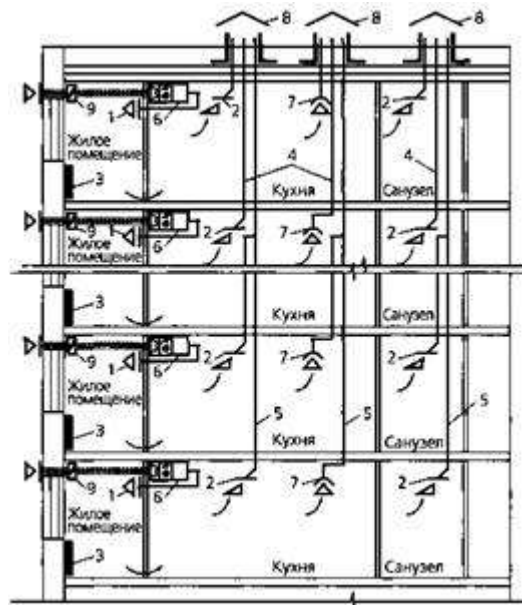 8 8 8
9 1 6 2 7 2
Жилое
помещение
4 4
3
Кухня Санузел
9 1 6 2 7 2
Жилое
помещение
3
Кухня
9 1 6 2 7 2
Жилое
помещение
5 5 5
3
Кухня Санузел
9 1 6 2 7 2
Жилое
помещение
3
Кухня Санузел